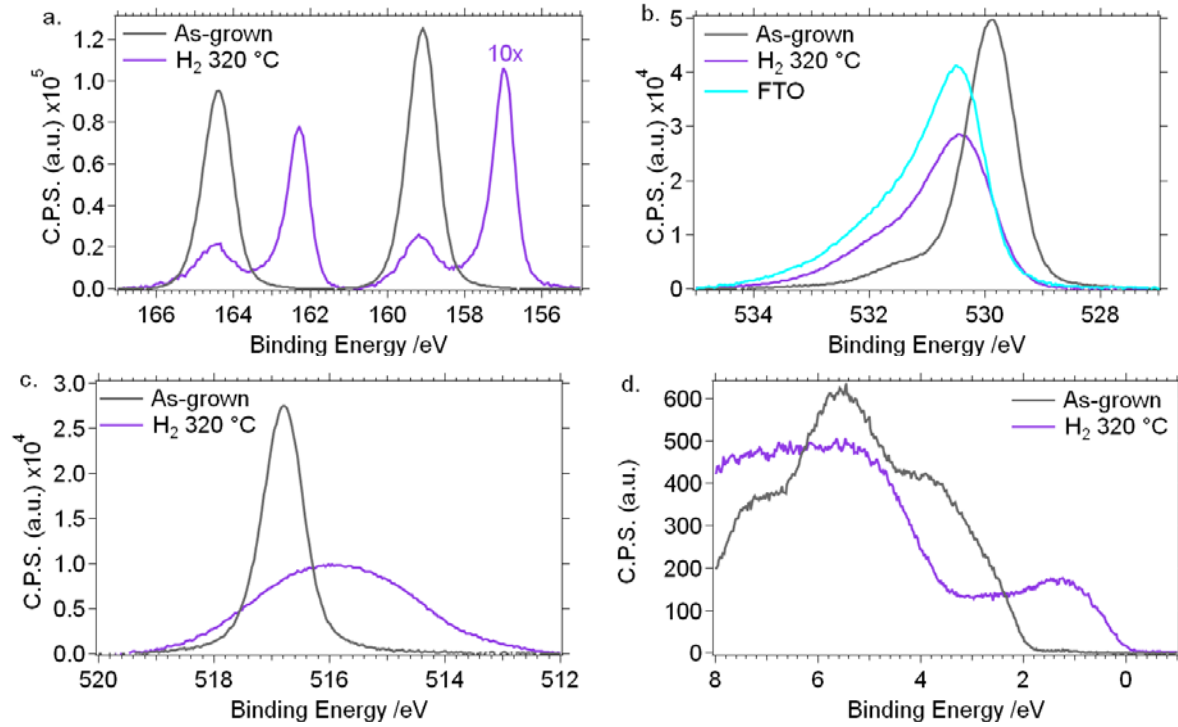 a.
As-grown
H₂ 320 °C
10x
C.P.S. (a.u.) x10⁵
1.2
1.0
0.8
0.6
0.4
0.2
0.0
166 164 162 160 158 156
Binding Energy /eV
b.
As-grown
H₂ 320 °C
FTO
C.P.S. (a.u.) x10⁴
5
4
3
2
1
0
534 532 530 528
Binding Energy /eV
c.
As-grown
H₂ 320 °C
C.P.S. (a.u.) x10⁴
3.0
2.5
2.0
1.5
1.0
0.5
0.0
520 518 516 514 512
Binding Energy /eV
d.
As-grown
H₂ 320 °C
C.P.S. (a.u.)
600
500
400
300
200
100
0
8 6 4 2 0
Binding Energy /eV